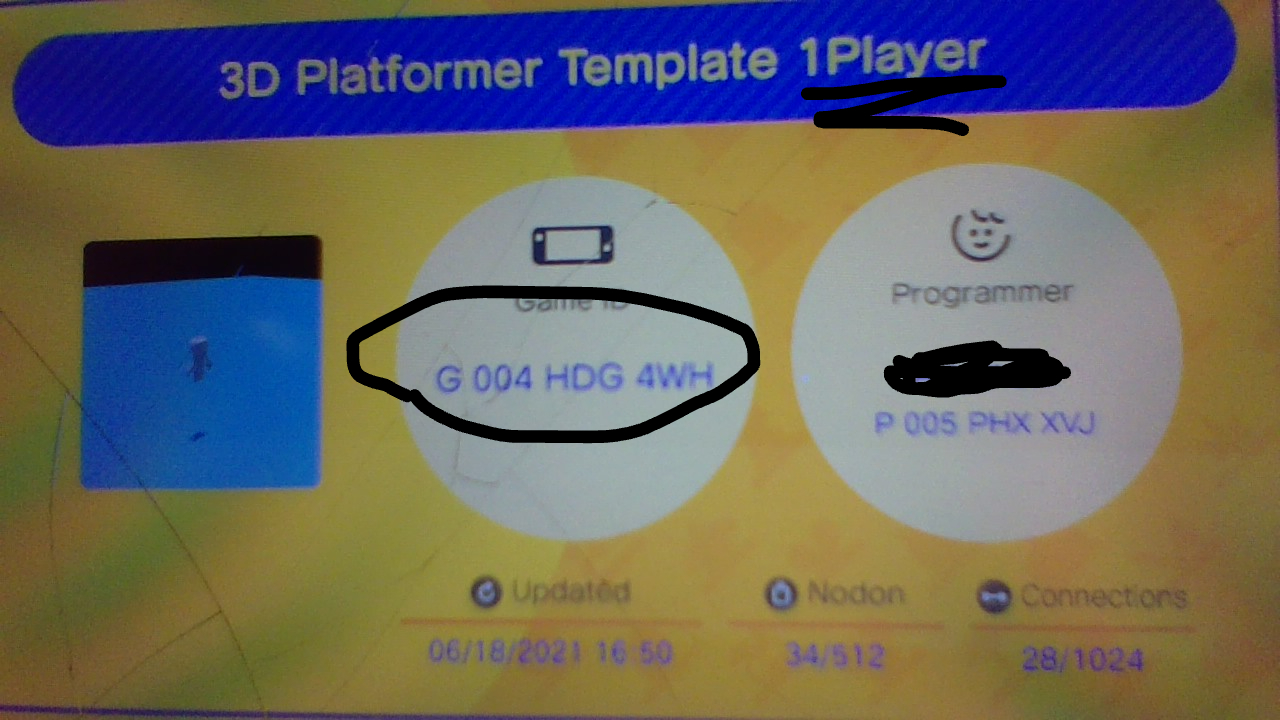 3D Platformer Template 1Player
Game ID
G 004 HDG 4WH
Programmer
P 005 PHX XVJ
Updated
06/18/2021 16:50
Nodon
34/512
Connections
28/1024